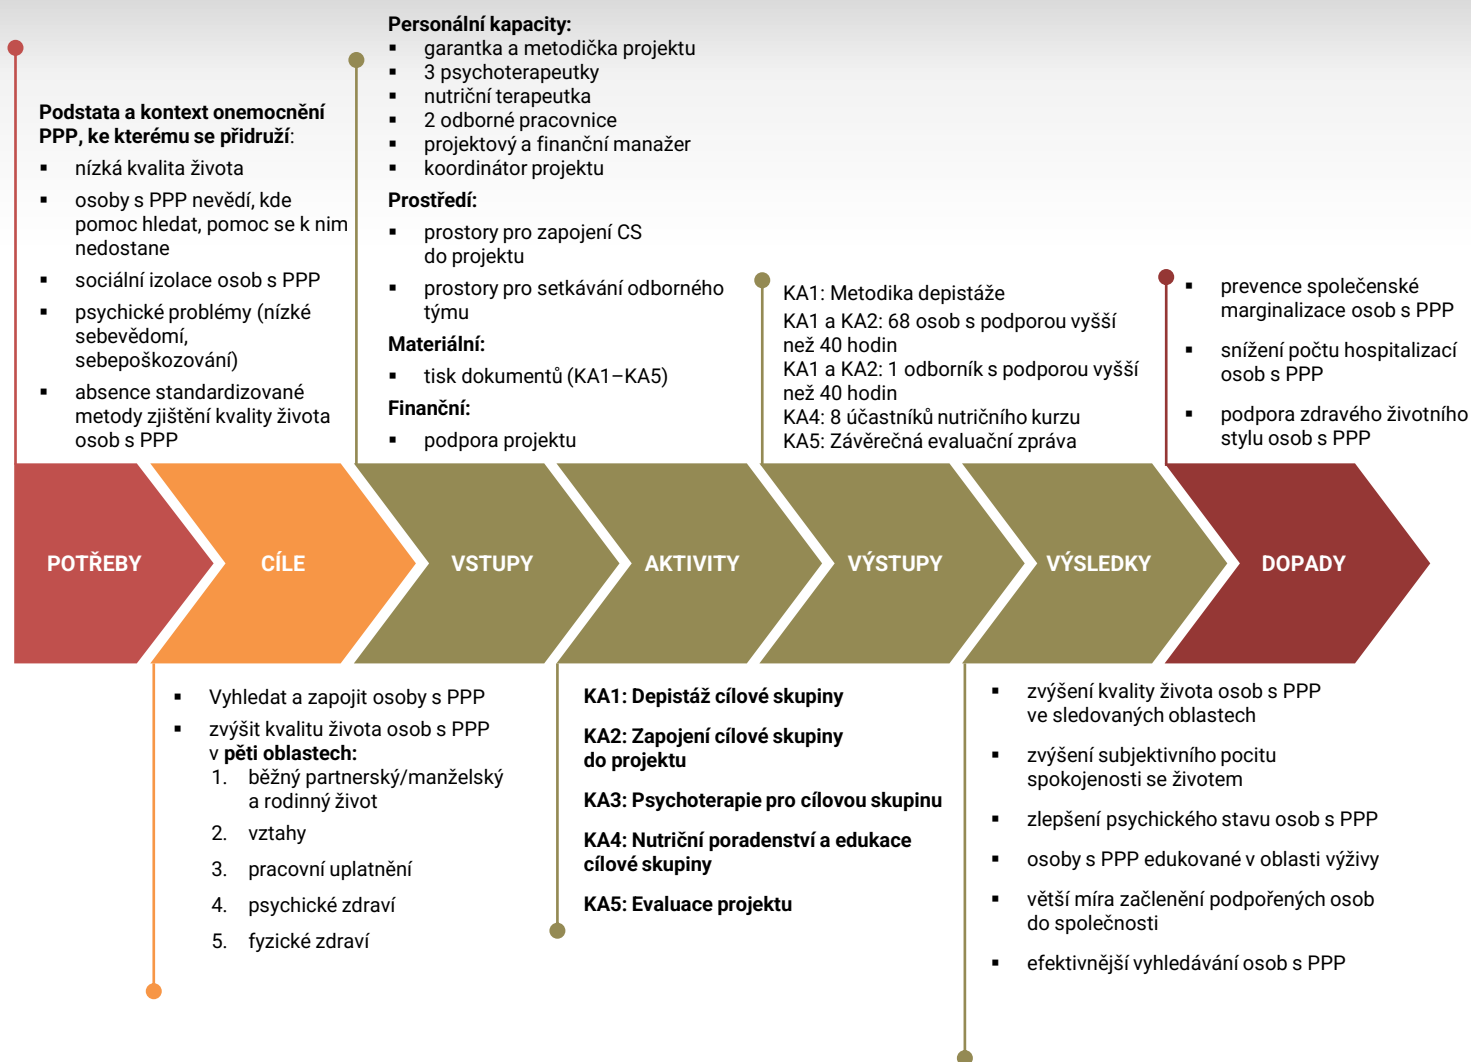 Podstata a kontext onemocnění
PPP, ke kterému se přidruží:
▪ nízká kvalita života
▪ osoby s PPP nevědí, kde
pomoc hledat, pomoc se k nim
nedostane
▪ sociální izolace osob s PPP
▪ psychické problémy (nízké
sebevědomí,
sebepoškozování)
▪ absence standardizované
metody zjištění kvality života
osob s PPP
Personální kapacity:
▪ garantka a metodička projektu
▪ 3 psychoterapeutky
▪ nutriční terapeutka
▪ 2 odborné pracovnice
▪ projektový a finanční manažer
▪ koordinátor projektu
Prostředí:
▪ prostory pro zapojení CS
do projektu
▪ prostory pro setkávání odborného
týmu
Materiální:
▪ tisk dokumentů (KA1–KA5)
Finanční:
▪ podpora projektu
KA1: Metodika depistáže
KA1 a KA2: 68 osob s podporou vyšší
než 40 hodin
KA1 a KA2: 1 odborník s podporou vyšší
než 40 hodin
KA4: 8 účastníků nutričního kurzu
KA5: Závěrečná evaluační zpráva
▪ prevence společenské
marginalizace osob s PPP
▪ snížení počtu hospitalizací
osob s PPP
▪ podpora zdravého životního
stylu osob s PPP
POTŘEBY
CÍLE
VSTUPY
AKTIVITY
VÝSTUPY
VÝSLEDKY
DOPADY
▪ Vyhledat a zapojit osoby s PPP
▪ zvýšit kvalitu života osob s PPP
v pěti oblastech:
1. běžný partnerský/manželský
a rodinný život
2. vztahy
3. pracovní uplatnění
4. psychické zdraví
5. fyzické zdraví
KA1: Depistáž cílové skupiny
KA2: Zapojení cílové skupiny
do projektu
KA3: Psychoterapie pro cílovou skupinu
KA4: Nutriční poradenství a edukace
cílové skupiny
KA5: Evaluace projektu
▪ zvýšení kvality života osob s PPP
ve sledovaných oblastech
▪ zvýšení subjektivního pocitu
spokojenosti se životem
▪ zlepšení psychického stavu osob s PPP
▪ osoby s PPP edukované v oblasti výživy
▪ větší míra začlenění podpořených osob
do společnosti
▪ efektivnější vyhledávání osob s PPP